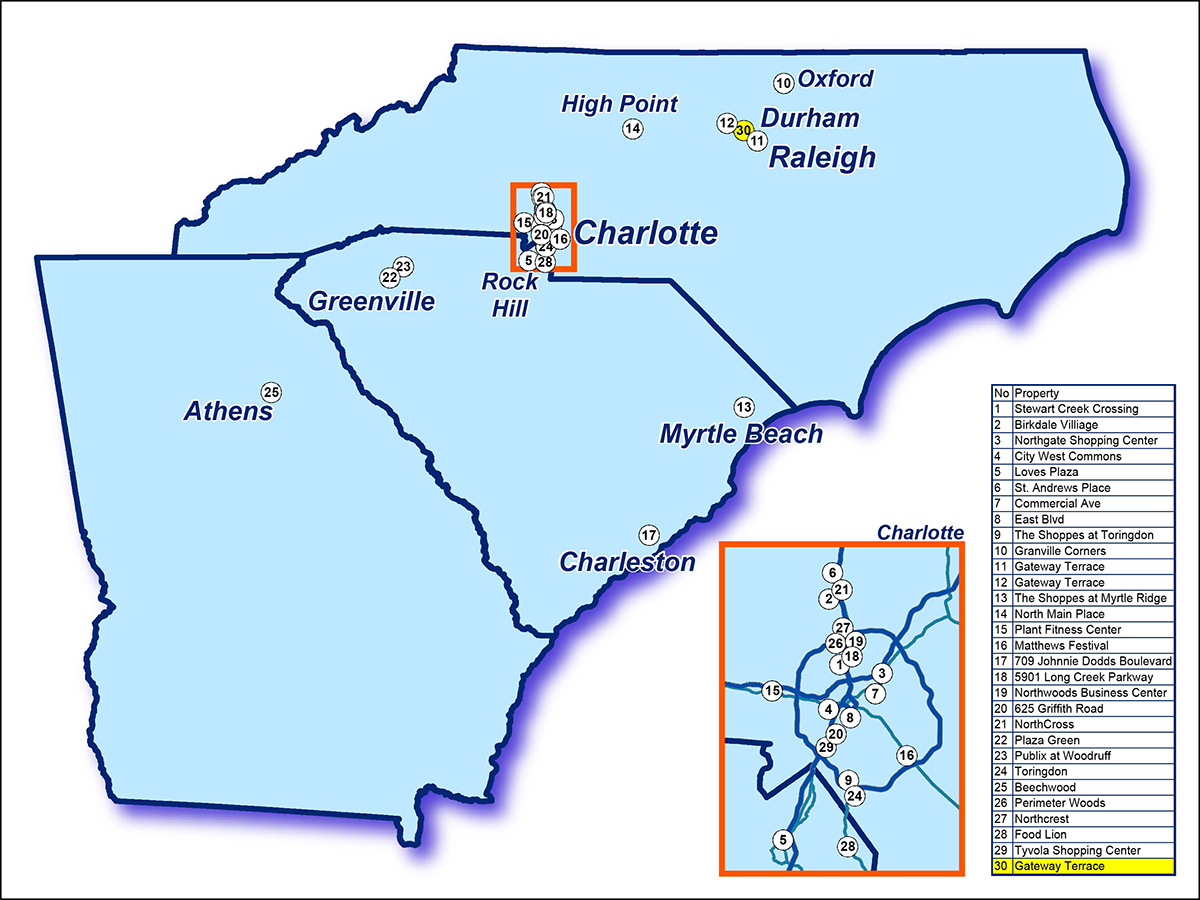 10 Oxford
High Point
14
12 30 11
Durham
Raleigh
21
18
15
20 16
24
5 28
Charlotte
Rock
Hill
23
22
Greenville
25
Athens
13
Myrtle Beach
17
Charleston
Charlotte
6
21
2
27
26 19
18
1
3
15
7
4
8
20
29
16
9
24
5
28
No Property
1 Stewart Creek Crossing
2 Birkdale Villiage
3 Northgate Shopping Center
4 City West Commons
5 Loves Plaza
6 St. Andrews Place
7 Commercial Ave
8 East Blvd
9 The Shoppes at Toringdon
10 Granville Corners
11 Gateway Terrace
12 Gateway Terrace
13 The Shoppes at Myrtle Ridge
14 North Main Place
15 Plant Fitness Center
16 Matthews Festival
17 709 Johnnie Dodds Boulevard
18 5901 Long Creek Parkway
19 Northwoods Business Center
20 625 Griffith Road
21 NorthCross
22 Plaza Green
23 Publix at Woodruff
24 Toringdon
25 Beechwood
26 Perimeter Woods
27 Northcrest
28 Food Lion
29 Tyvola Shopping Center
30 Gateway Terrace